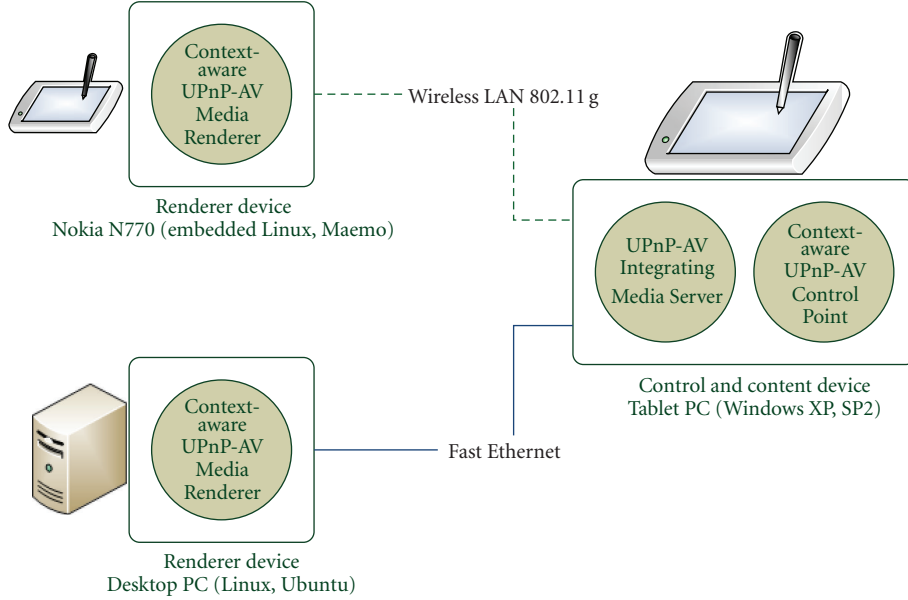 Context-
aware
UPnP-AV
Media
Renderer
Renderer device
Nokia N770 (embedded Linux, Maemo)
Wireless LAN 802.11 g
UPnP-AV
Integrating
Media Server
Context-
aware
UPnP-AV
Control
Point
Control and content device
Tablet PC (Windows XP, SP2)
Context-
aware
UPnP-AV
Media
Renderer
Fast Ethernet
Renderer device
Desktop PC (Linux, Ubuntu)